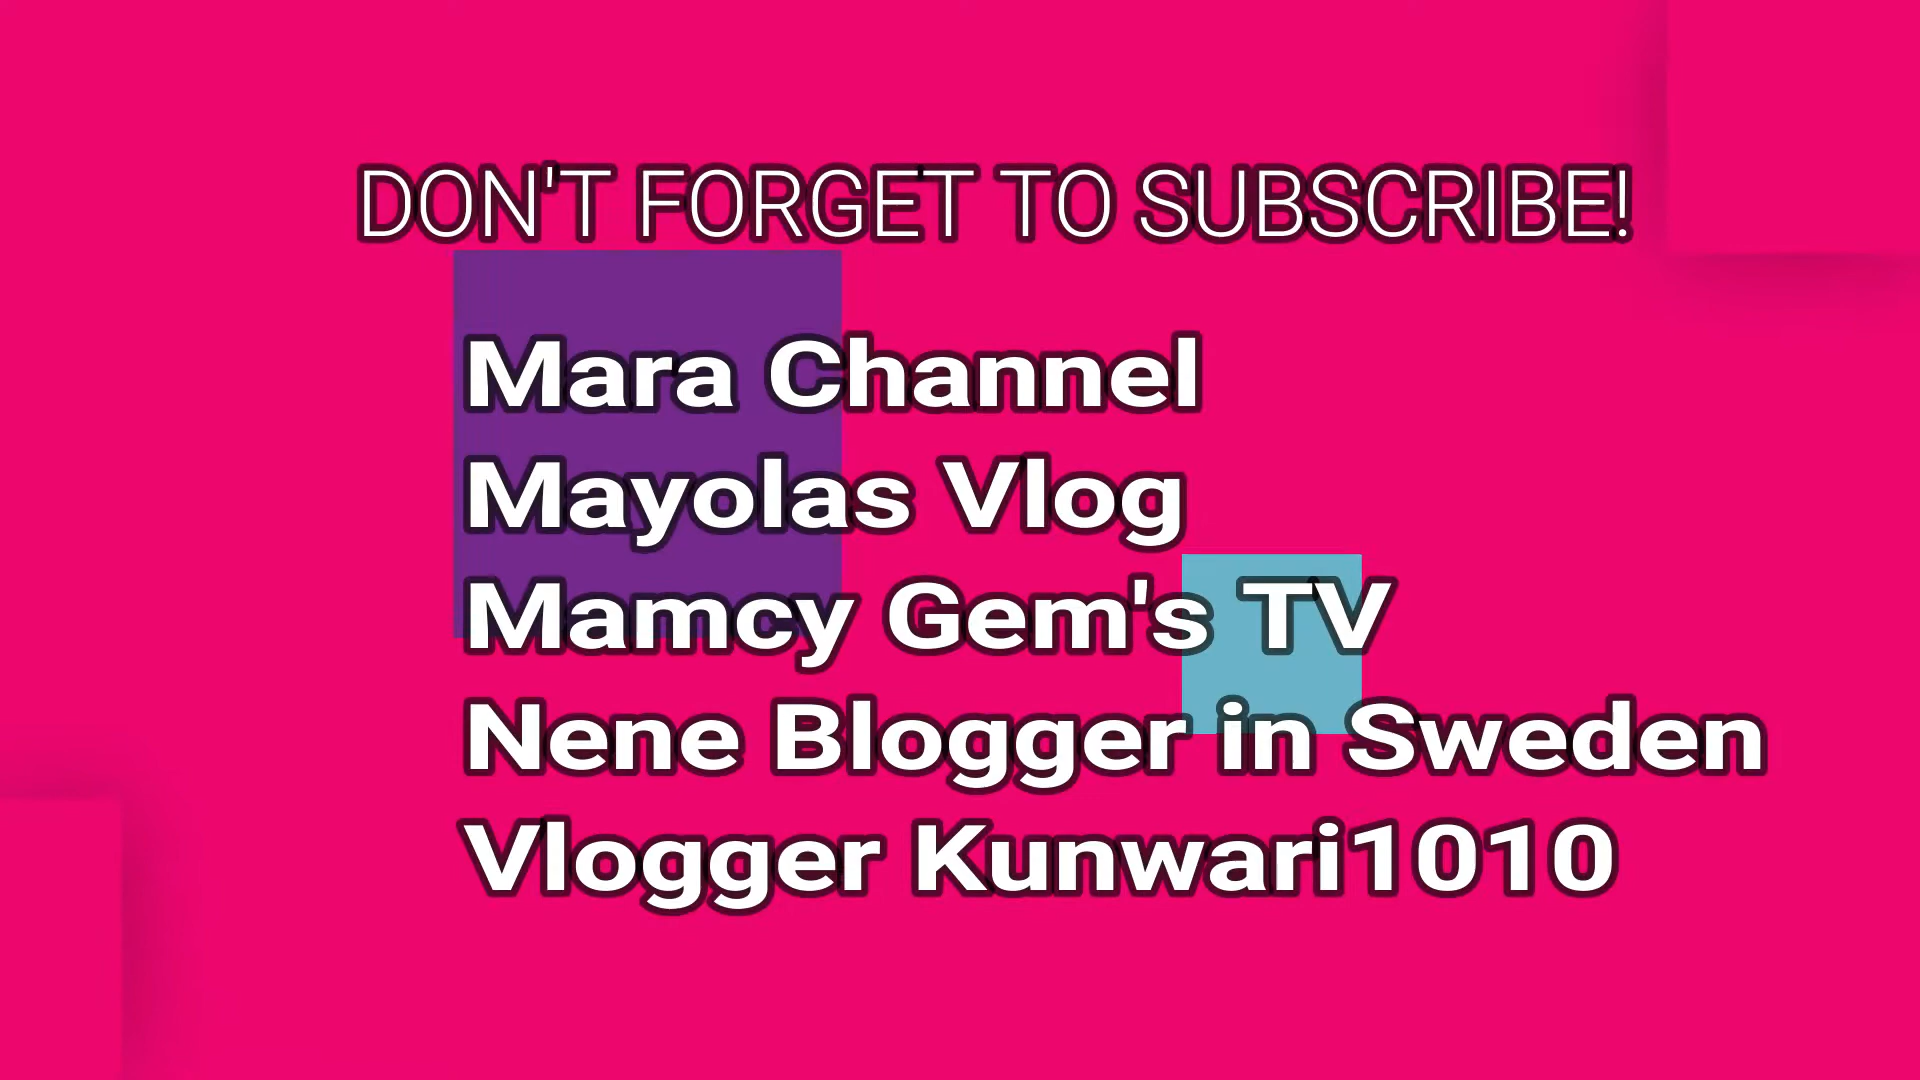 DON'T FORGET TO SUBSCRIBE!
Mara Channel
Mayolas Vlog
Mamcy Gem's TV
Nene Blogger in Sweden
Vlogger Kunwari1010